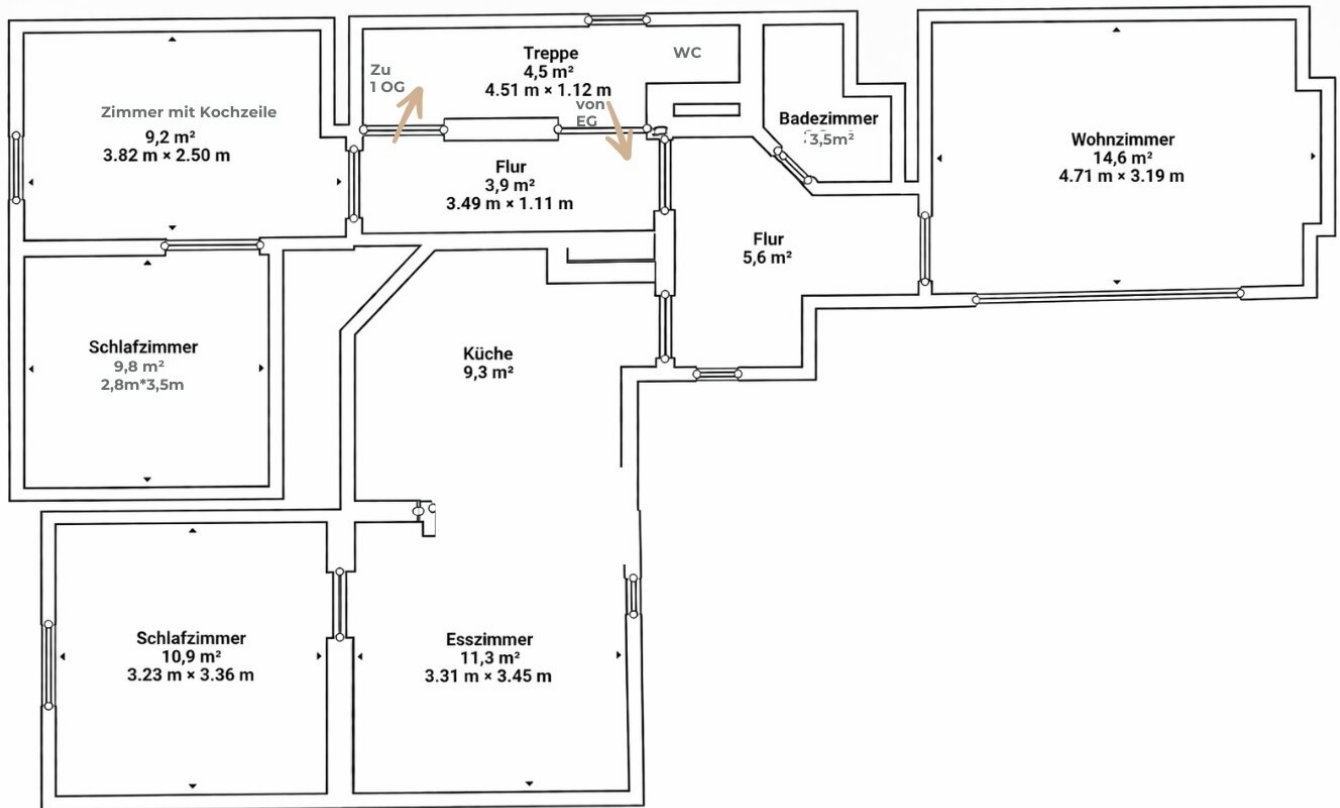 Zimmer mit Kochzeile
9,2 m²
3.82 m × 2.50 m
Zu
1 OG
Treppe
4,5 m²
4.51 m × 1.12 m
von
EG
WC
Badezimmer
3,5m²
Wohnzimmer
14,6 m²
4.71 m × 3.19 m
Flur
3,9 m²
3.49 m × 1.11 m
Flur
5,6 m²
Schlafzimmer
9,8 m²
2,8m*3,5m
Küche
9,3 m²
Schlafzimmer
10,9 m²
3.23 m × 3.36 m
Esszimmer
11,3 m²
3.31 m × 3.45 m